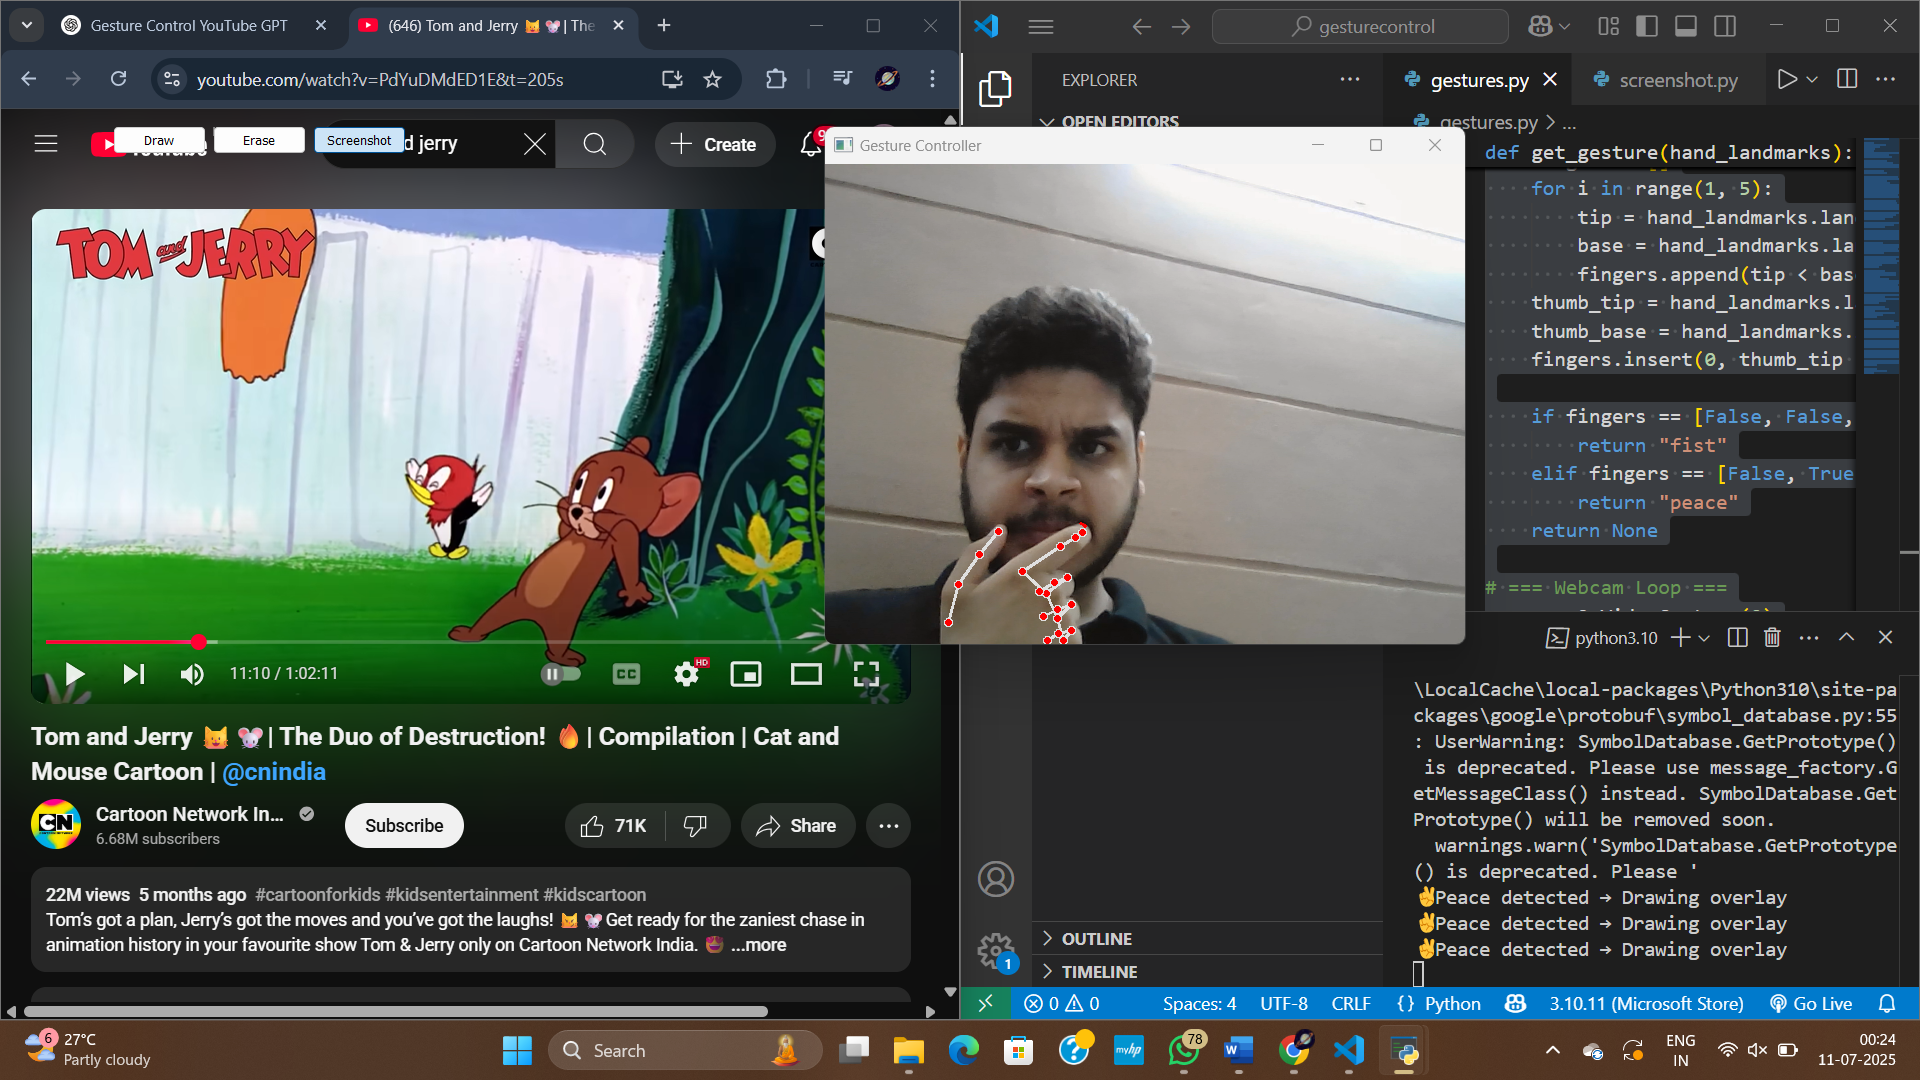 Gesture Control YouTube GPT
(646) Tom and Jerry 🐱 🐭 | The
youtube.com/watch?v=PdYuDMdED1E&t=205s
Draw
Erase
Screenshot
d jerry
Create
TOM and JERRY
11:10 / 1:02:11
CC
HD
Tom and Jerry 🐱 🐭 | The Duo of Destruction! 🔥 | Compilation | Cat and
Mouse Cartoon | @cnindia
CN
Cartoon Network In...
6.68M subscribers
Subscribe
71K
Share
22M views 5 months ago #cartoonforkids #kidsentertainment #kidscartoon
Tom's got a plan, Jerry's got the moves and you've got the laughs! 🐱 🐭 Get ready for the zaniest chase in
animation history in your favourite show Tom & Jerry only on Cartoon Network India. ...more
gesturecontrol
EXPLORER
OPEN EDITORS
OUTLINE
TIMELINE
1
Gesture Controller
gestures.py
screenshot.py
gestures.py > ...
def get_gesture(hand_landmarks):
for i in range(1, 5):
tip = hand_landmarks.lan
base = hand_landmarks.la
fingers.append(tip < bas
thumb_tip = hand_landmarks.l
thumb_base = hand_landmarks.
fingers.insert(0, thumb_tip
if fingers == [False, False,
return "fist"
elif fingers == [False, True
return "peace"
return None
# === Webcam Loop ===
python3.10
\LocalCache\local-packages\Python310\site-pa
ckages\google\protobuf\symbol_database.py:55
: UserWarning: SymbolDatabase.GetPrototype()
is deprecated. Please use message_factory.G
etMessageClass() instead. SymbolDatabase.Get
Prototype() will be removed soon.
warnings.warn('SymbolDatabase.GetPrototype
() is deprecated. Please '
✌Peace detected → Drawing overlay
✌Peace detected → Drawing overlay
✌Peace detected → Drawing overlay
0 0 Spaces: 4 UTF-8 CRLF {} Python 3.10.11 (Microsoft Store) Go Live
6
27°C
Partly cloudy
Search
myhp
78
W
ENG
IN
00:24
11-07-2025